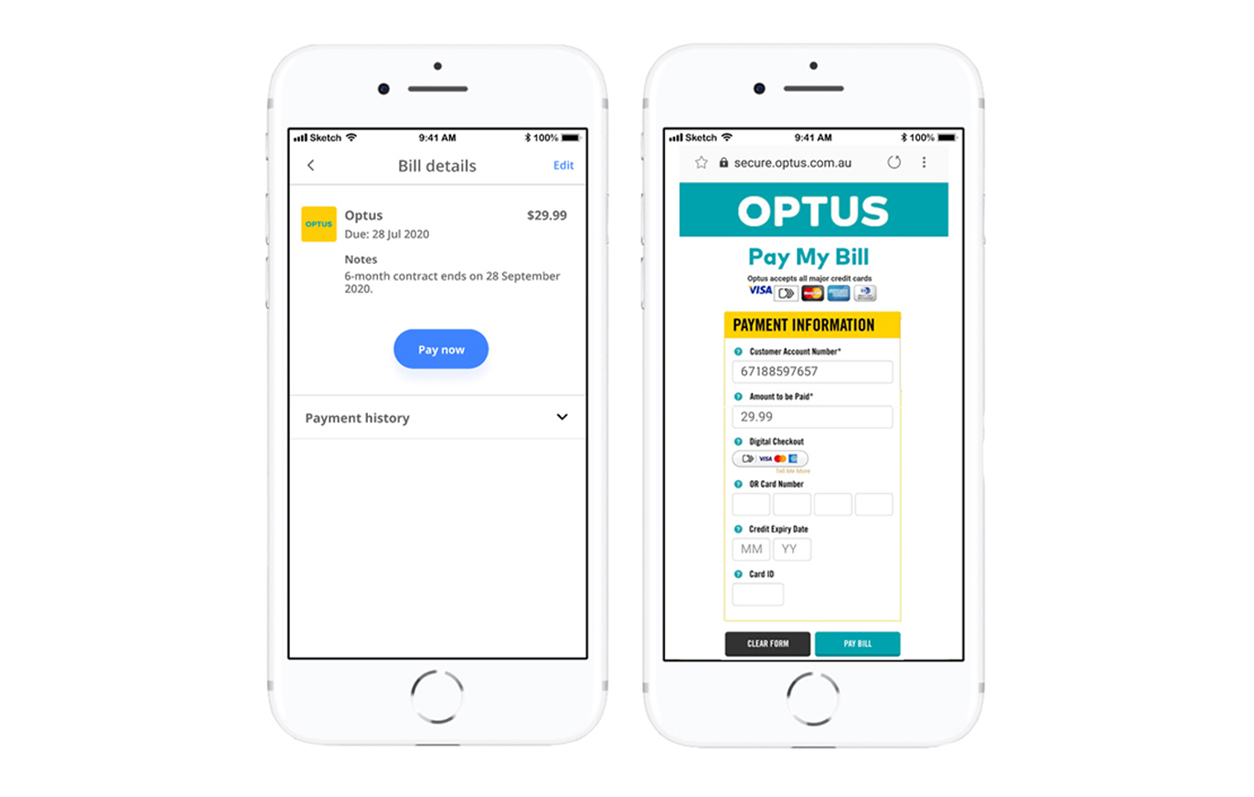 Sketch 9:41 AM 100%
Bill details Edit
OPTUS
Optus $29.99
Due: 28 Jul 2020
Notes
6-month contract ends on 28 September
2020.
Pay now
Payment history
Sketch 9:41 AM 100%
secure.optus.com.au
OPTUS
Pay My Bill
Optus accepts all major credit cards
VISA
PAYMENT INFORMATION
? Customer Account Number*
67188597657
? Amount to be Paid*
29.99
? Digital Checkout
VISA
Tell Me More
? OR Card Number
? Credit Expiry Date
MM YY
? Card ID
CLEAR FORM PAY BILL